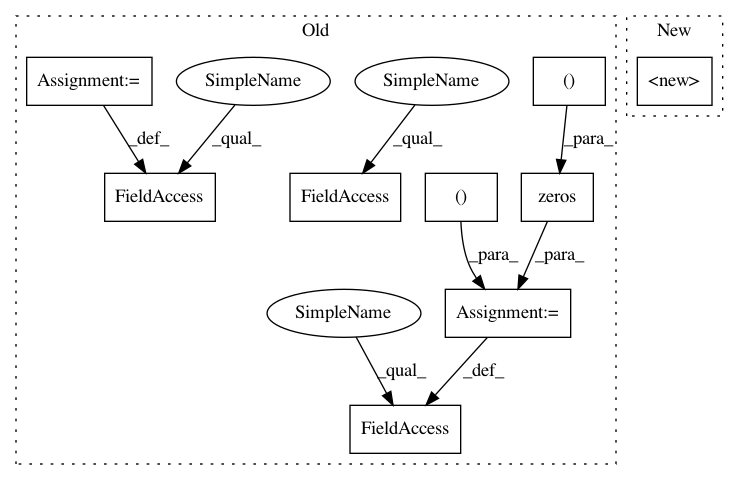 Old
New
Assignment:=
SimpleName
SimpleName
()
<new>
_def_
_qual_
_qual_
_para_
FieldAccess
FieldAccess
()
zeros
_para_
_para_
SimpleName
Assignment:=
_qual_
_def_
FieldAccess